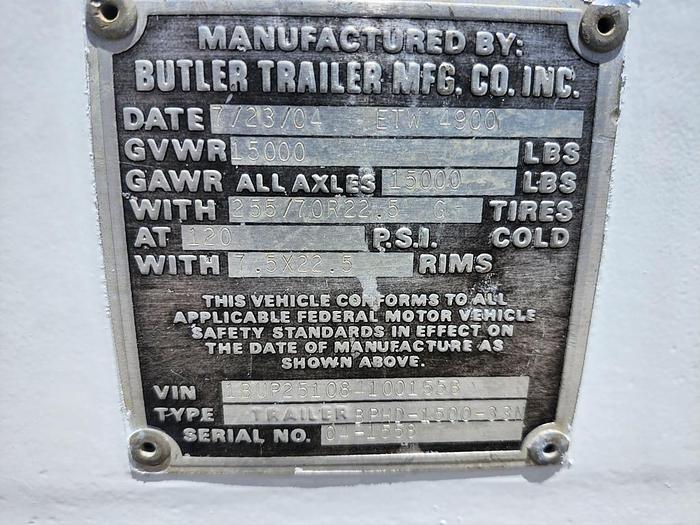 MANUFACTURED BY:
BUTLER TRAILER MFG. CO. INC.
DATE 7/23/04 ETW 4900
GVWR 15000 LBS
GAWR ALL AXLES 15000 LBS
WITH 255/70R22.5 G TIRES
AT 120 P.S.I. COLD
WITH 7.5X22.5 RIMS
THIS VEHICLE CONFORMS TO ALL
APPLICABLE FEDERAL MOTOR VEHICLE
SAFETY STANDARDS IN EFFECT ON
THE DATE OF MANUFACTURE AS
SHOWN ABOVE.
VIN
TYPE TRAILER
SERIAL NO. 04-155B